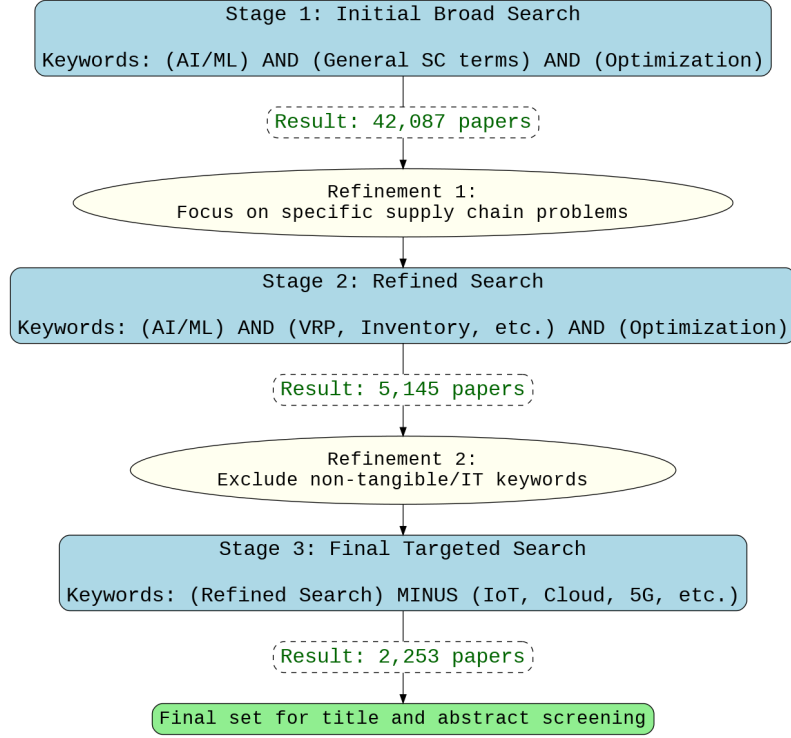 Stage 1: Initial Broad Search
Keywords: (AI/ML) AND (General SC terms) AND (Optimization)
Result: 42,087 papers
Refinement 1:
Focus on specific supply chain problems
Stage 2: Refined Search
Keywords: (AI/ML) AND (VRP, Inventory, etc.) AND (Optimization)
Result: 5,145 papers
Refinement 2:
Exclude non-tangible/IT keywords
Stage 3: Final Targeted Search
Keywords: (Refined Search) MINUS (IoT, Cloud, 5G, etc.)
Result: 2,253 papers
Final set for title and abstract screening